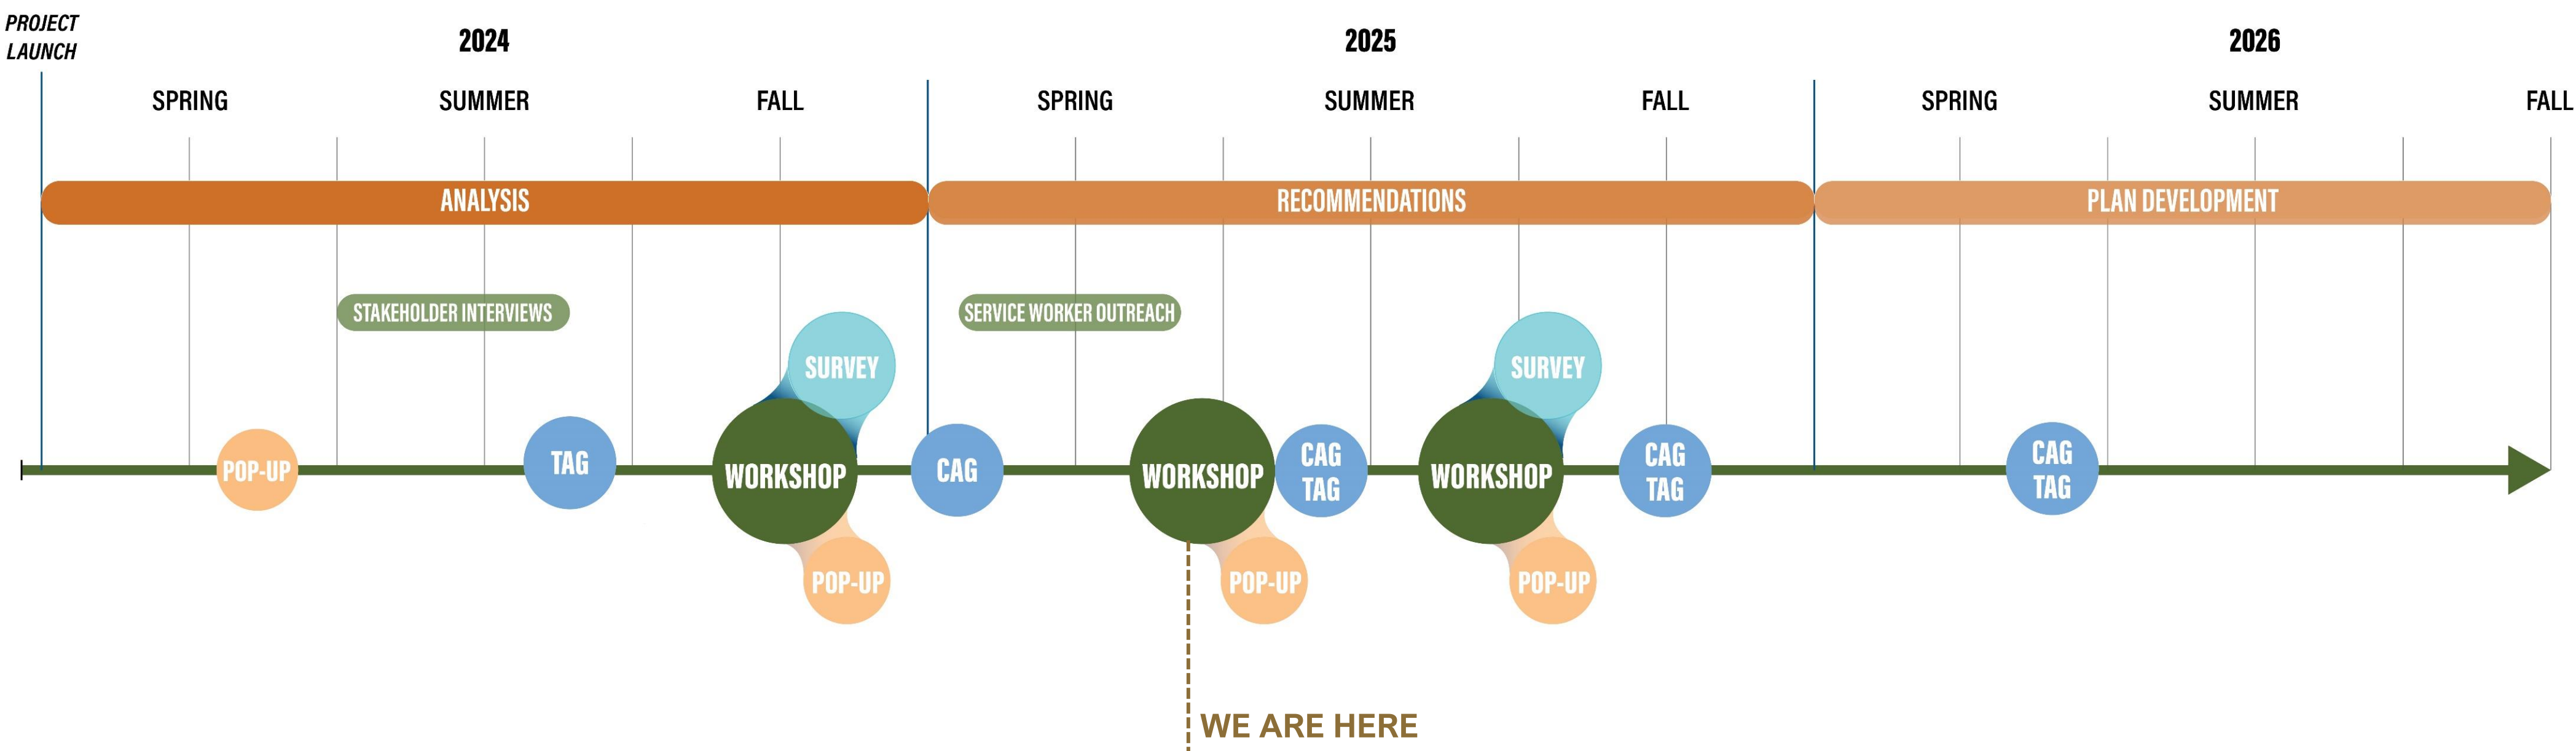 PROJECT
LAUNCH
2024
2025
2026
SPRING
SUMMER
FALL
SPRING
SUMMER
FALL
SPRING
SUMMER
FALL
ANALYSIS
RECOMMENDATIONS
PLAN DEVELOPMENT
STAKEHOLDER INTERVIEWS
SERVICE WORKER OUTREACH
SURVEY
SURVEY
POP-UP
TAG
WORKSHOP
CAG
WORKSHOP
CAG
TAG
WORKSHOP
CAG
TAG
CAG
TAG
POP-UP
POP-UP
POP-UP
WE ARE HERE